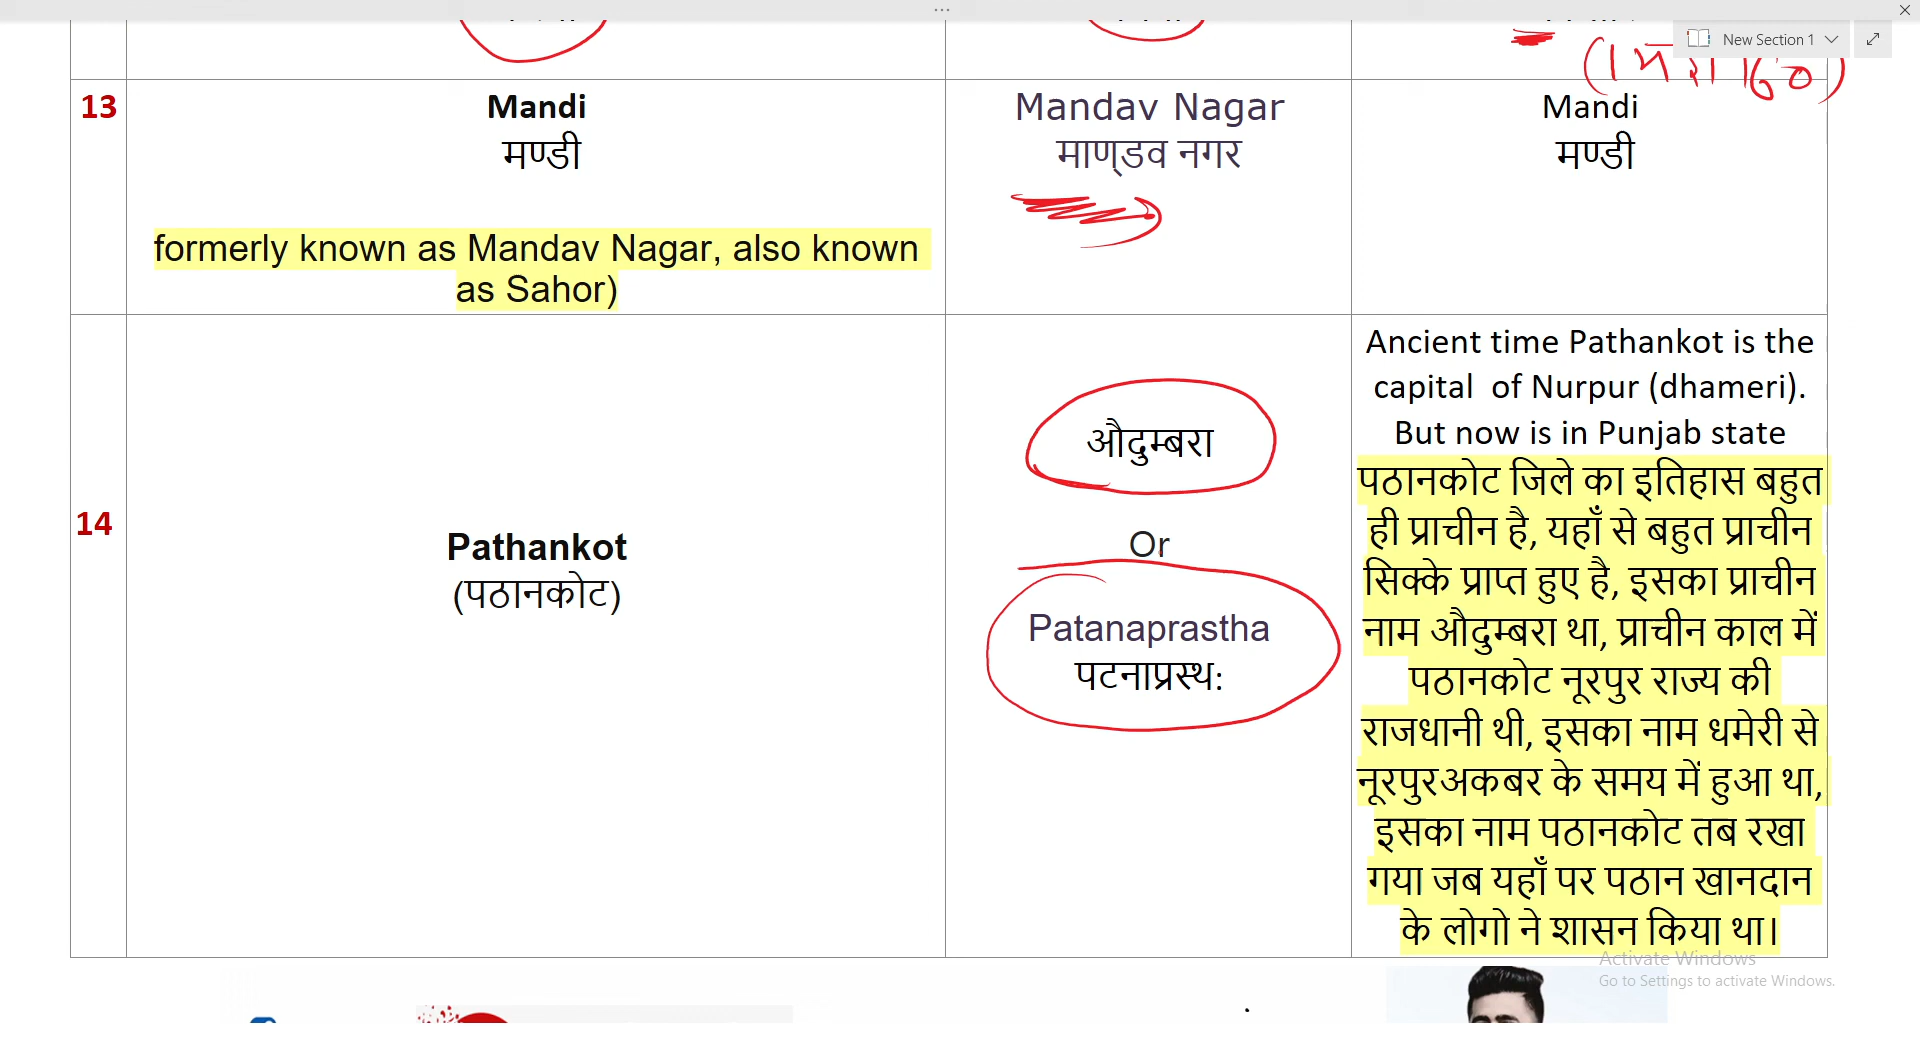 New Section 1
13
Mandi
मण्डी
formerly known as Mandav Nagar, also known
as Sahor)
Mandav Nagar
माण्डव नगर
Mandi
मण्डी
14
Pathankot
(पठानकोट)
औदुम्बरा
Or
Patanaprastha
पटनाप्रस्थ:
Ancient time Pathankot is the
capital of Nurpur (dhameri).
But now is in Punjab state
पठानकोट जिले का इतिहास बहुत
ही प्राचीन है, यहाँ से बहुत प्राचीन
सिक्के प्राप्त हुए है, इसका प्राचीन
नाम औदुम्बरा था, प्राचीन काल में
पठानकोट नूरपुर राज्य की
राजधानी थी, इसका नाम धमेरी से
नूरपुरअकबर के समय में हुआ था,
इसका नाम पठानकोट तब रखा
गया जब यहाँ पर पठान खानदान
के लोगो ने शासन किया था।
Activate Windows
Go to Settings to activate Windows.